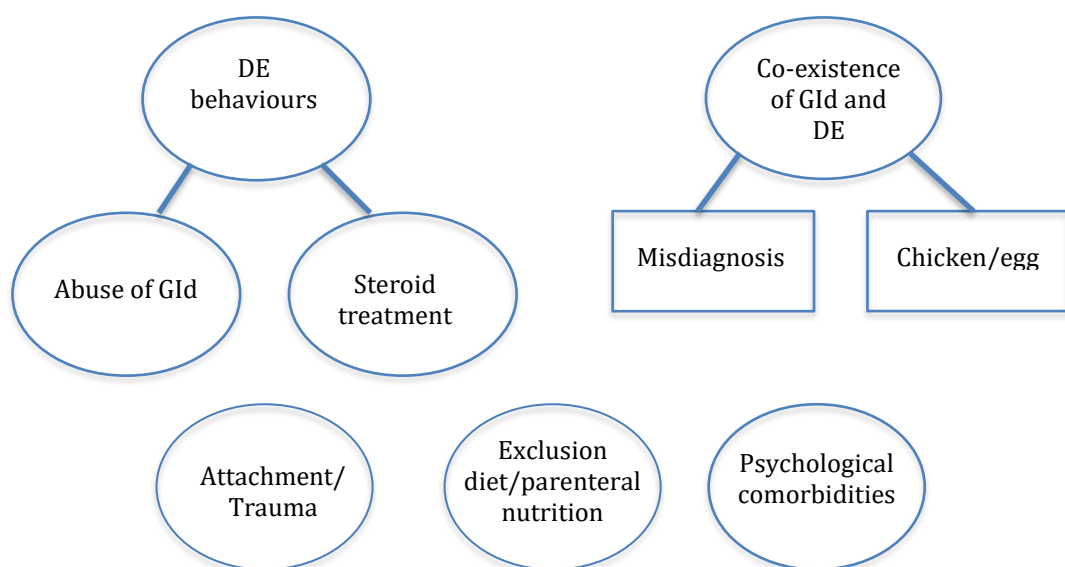 DE
behaviours
Co-existence
of GId and
DE
Abuse of GId
Steroid
treatment
Misdiagnosis
Chicken/egg
Attachment/
Trauma
Exclusion
diet/parenteral
nutrition
Psychological
comorbidities